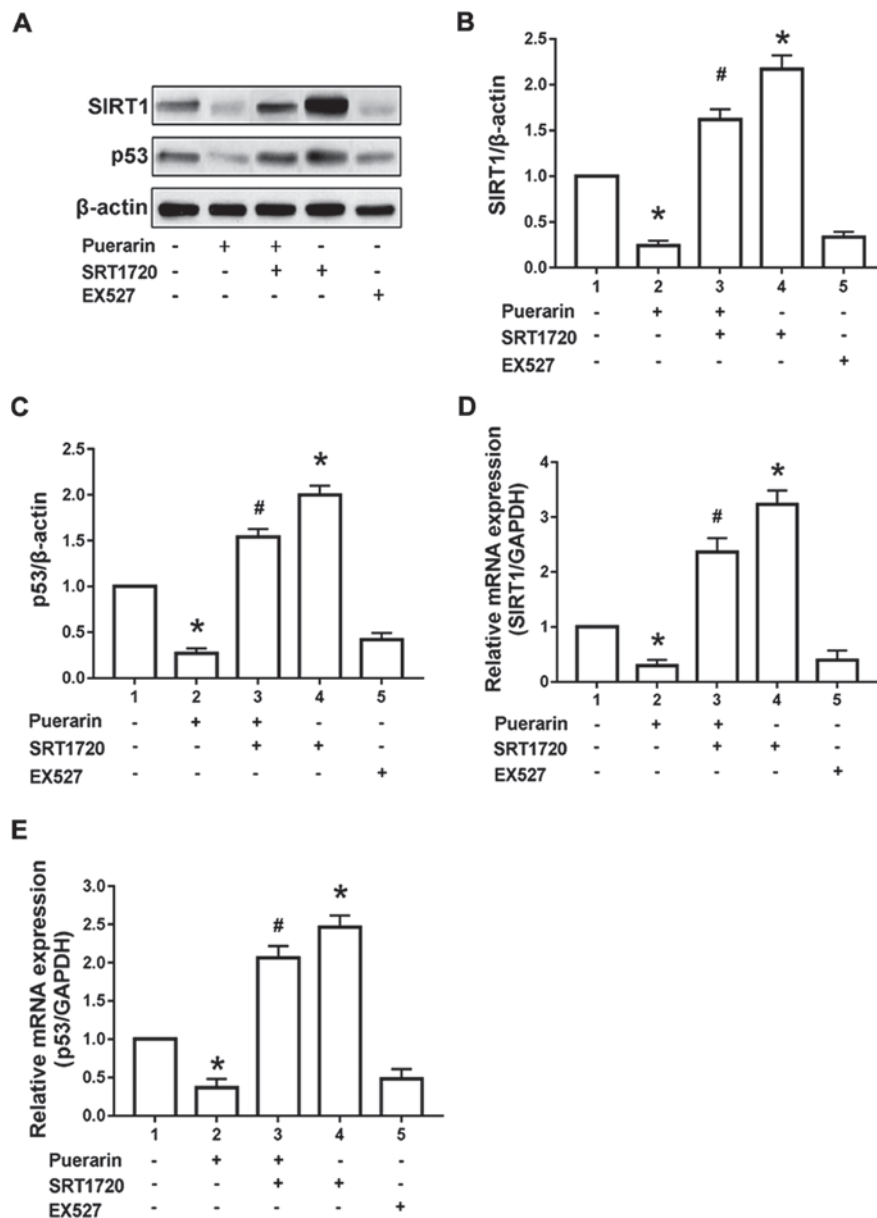 A
SIRT1
p53
β-actin
Puerarin - + + - -
SRT1720 - - + + -
EX527 - - - - +
B
SIRT1/β-actin
2.5
2.0
1.5
1.0
0.5
0.0
*
#
*
1 2 3 4 5
Puerarin - + + - -
SRT1720 - - + + -
EX527 - - - - +
C
p53/β-actin
2.5
2.0
1.5
1.0
0.5
0.0
*
#
*
1 2 3 4 5
Puerarin - + + - -
SRT1720 - - + + -
EX527 - - - - +
D
Relative mRNA expression
(SIRT1/GAPDH)
4
3
2
1
0
*
#
*
1 2 3 4 5
Puerarin - + + - -
SRT1720 - - + + -
EX527 - - - - +
E
Relative mRNA expression
(p53/GAPDH)
3.0
2.5
2.0
1.5
1.0
0.5
0.0
*
#
*
1 2 3 4 5
Puerarin - + + - -
SRT1720 - - + + -
EX527 - - - - +